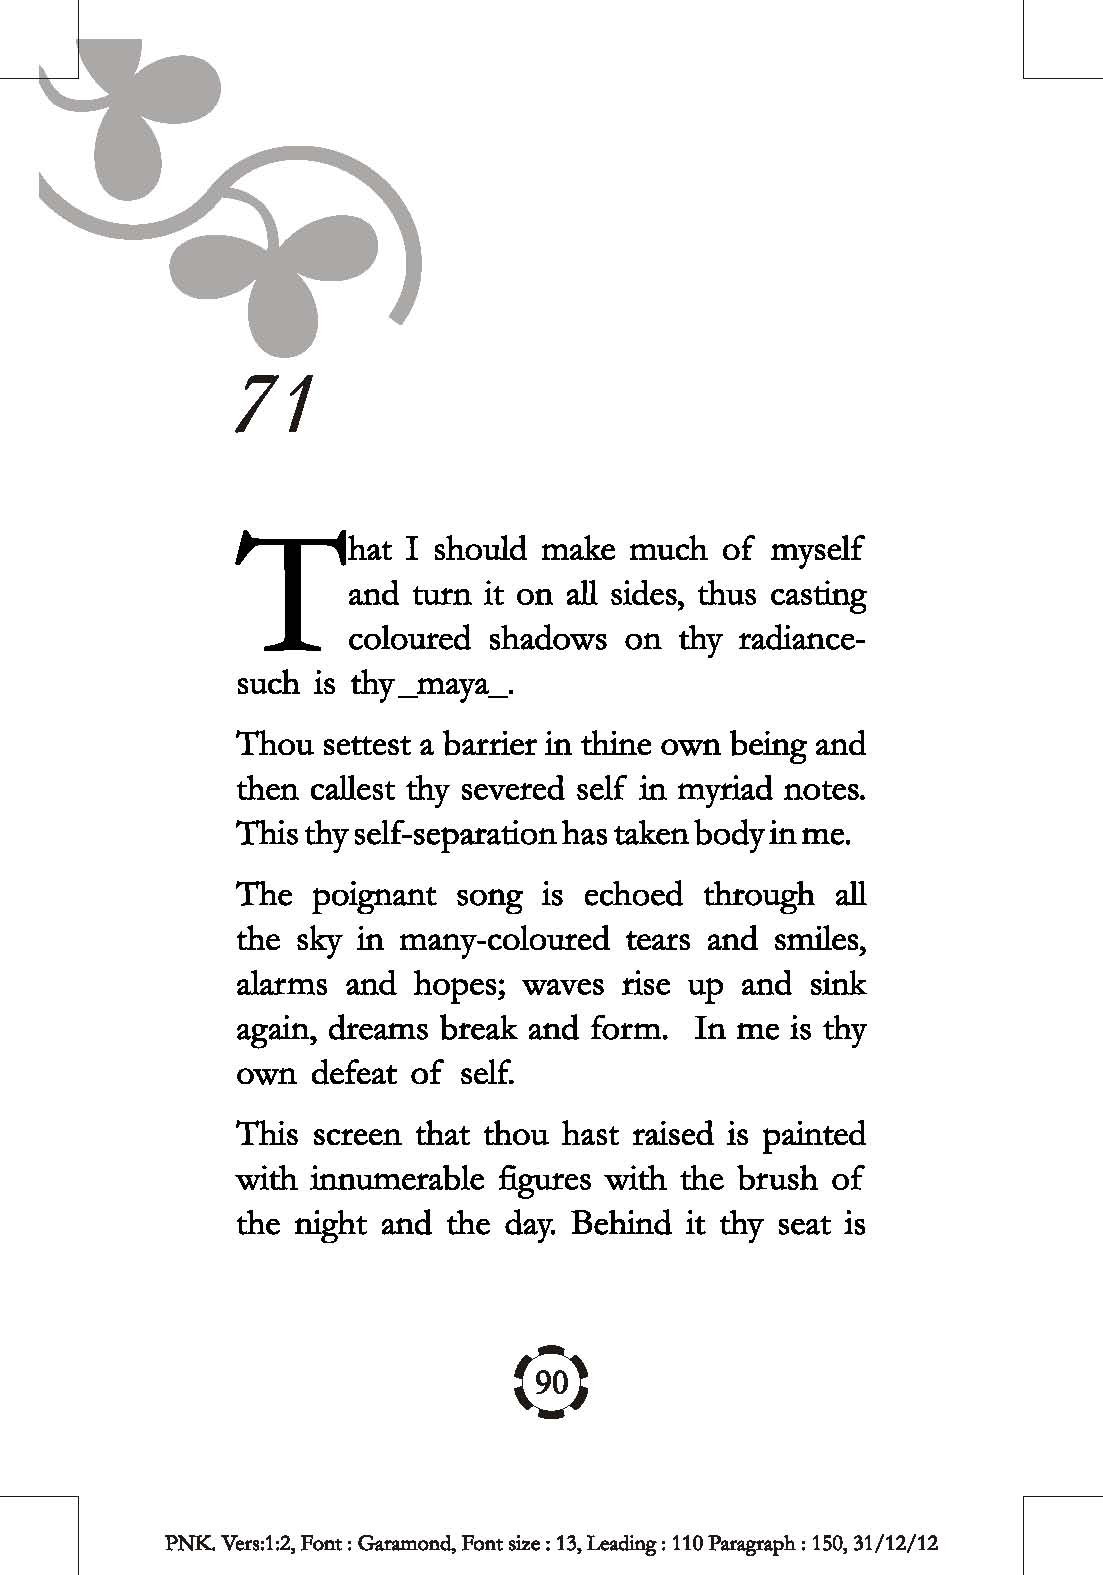 71
That I should make much of myself
and turn it on all sides, thus casting
coloured shadows on thy radiance-
such is thy _maya_.
Thou settest a barrier in thine own being and
then callest thy severed self in myriad notes.
This thy self-separation has taken body in me.
The poignant song is echoed through all
the sky in many-coloured tears and smiles,
alarms and hopes; waves rise up and sink
again, dreams break and form. In me is thy
own defeat of self.
This screen that thou hast raised is painted
with innumerable figures with the brush of
the night and the day. Behind it thy seat is
90
PNK. Vers:1:2, Font : Garamond, Font size : 13, Leading : 110 Paragraph : 150, 31/12/12